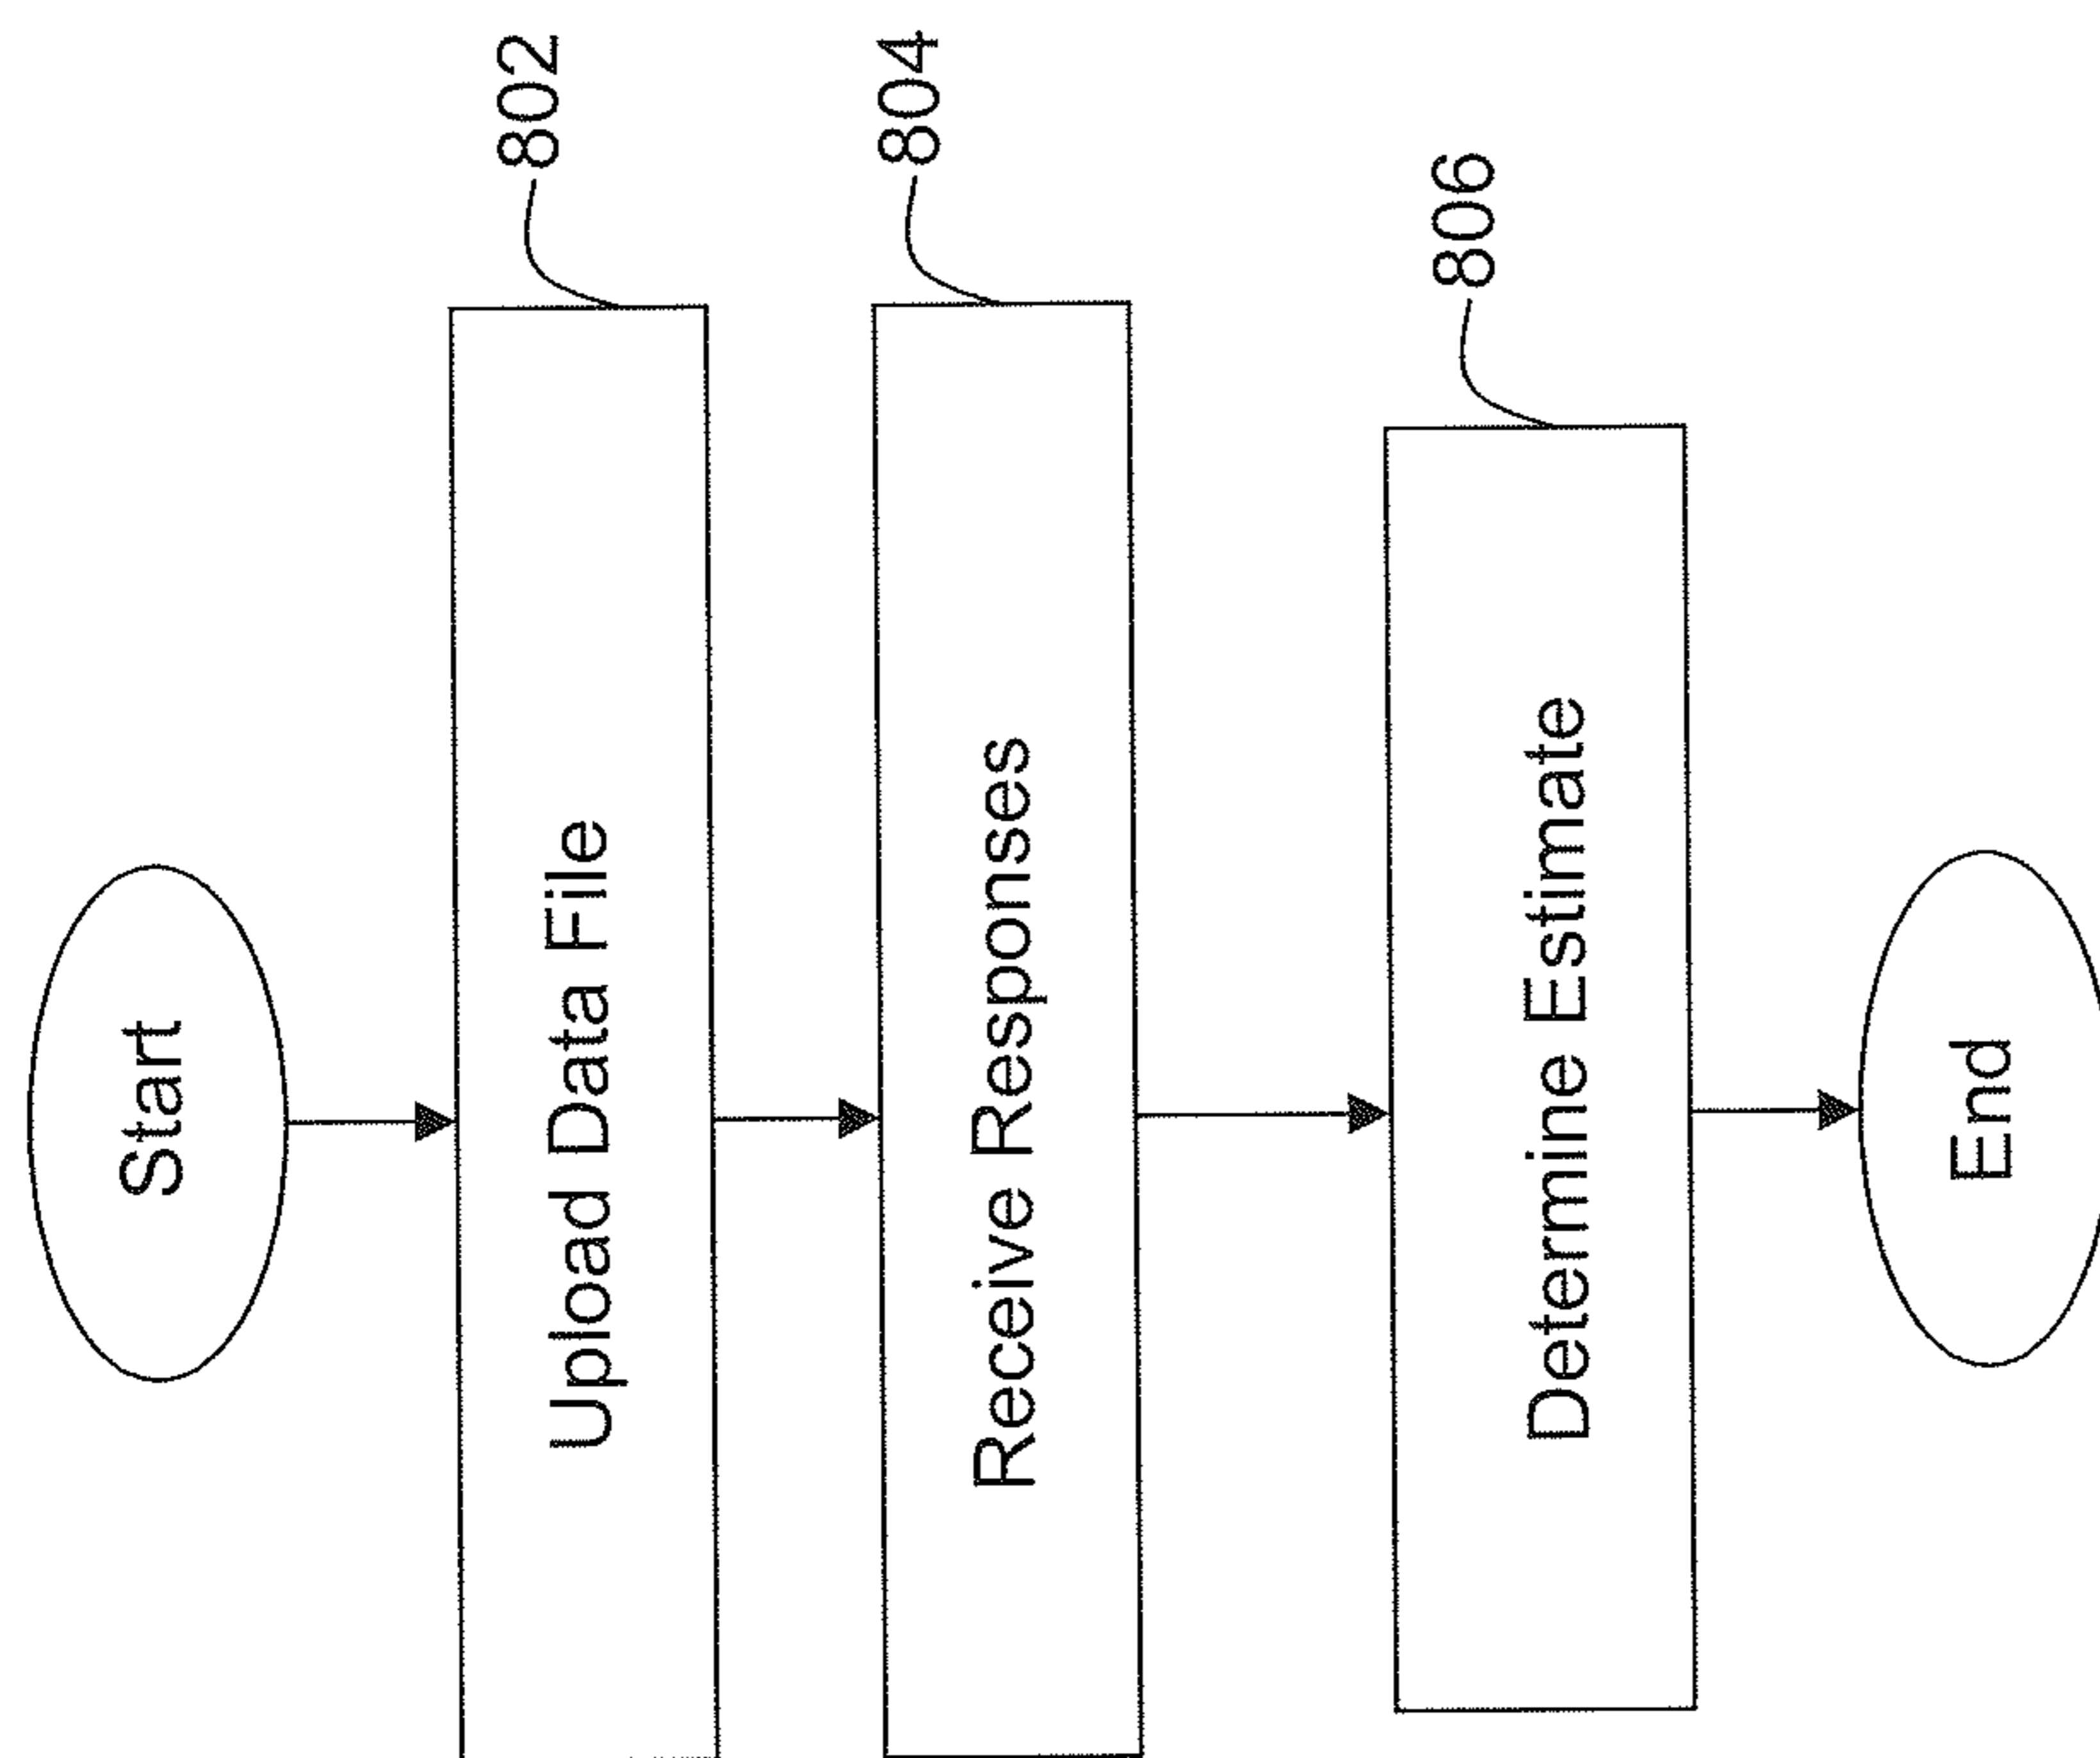 Start
Upload Data File
802
Receive Responses
804
Determine Estimate
806
End